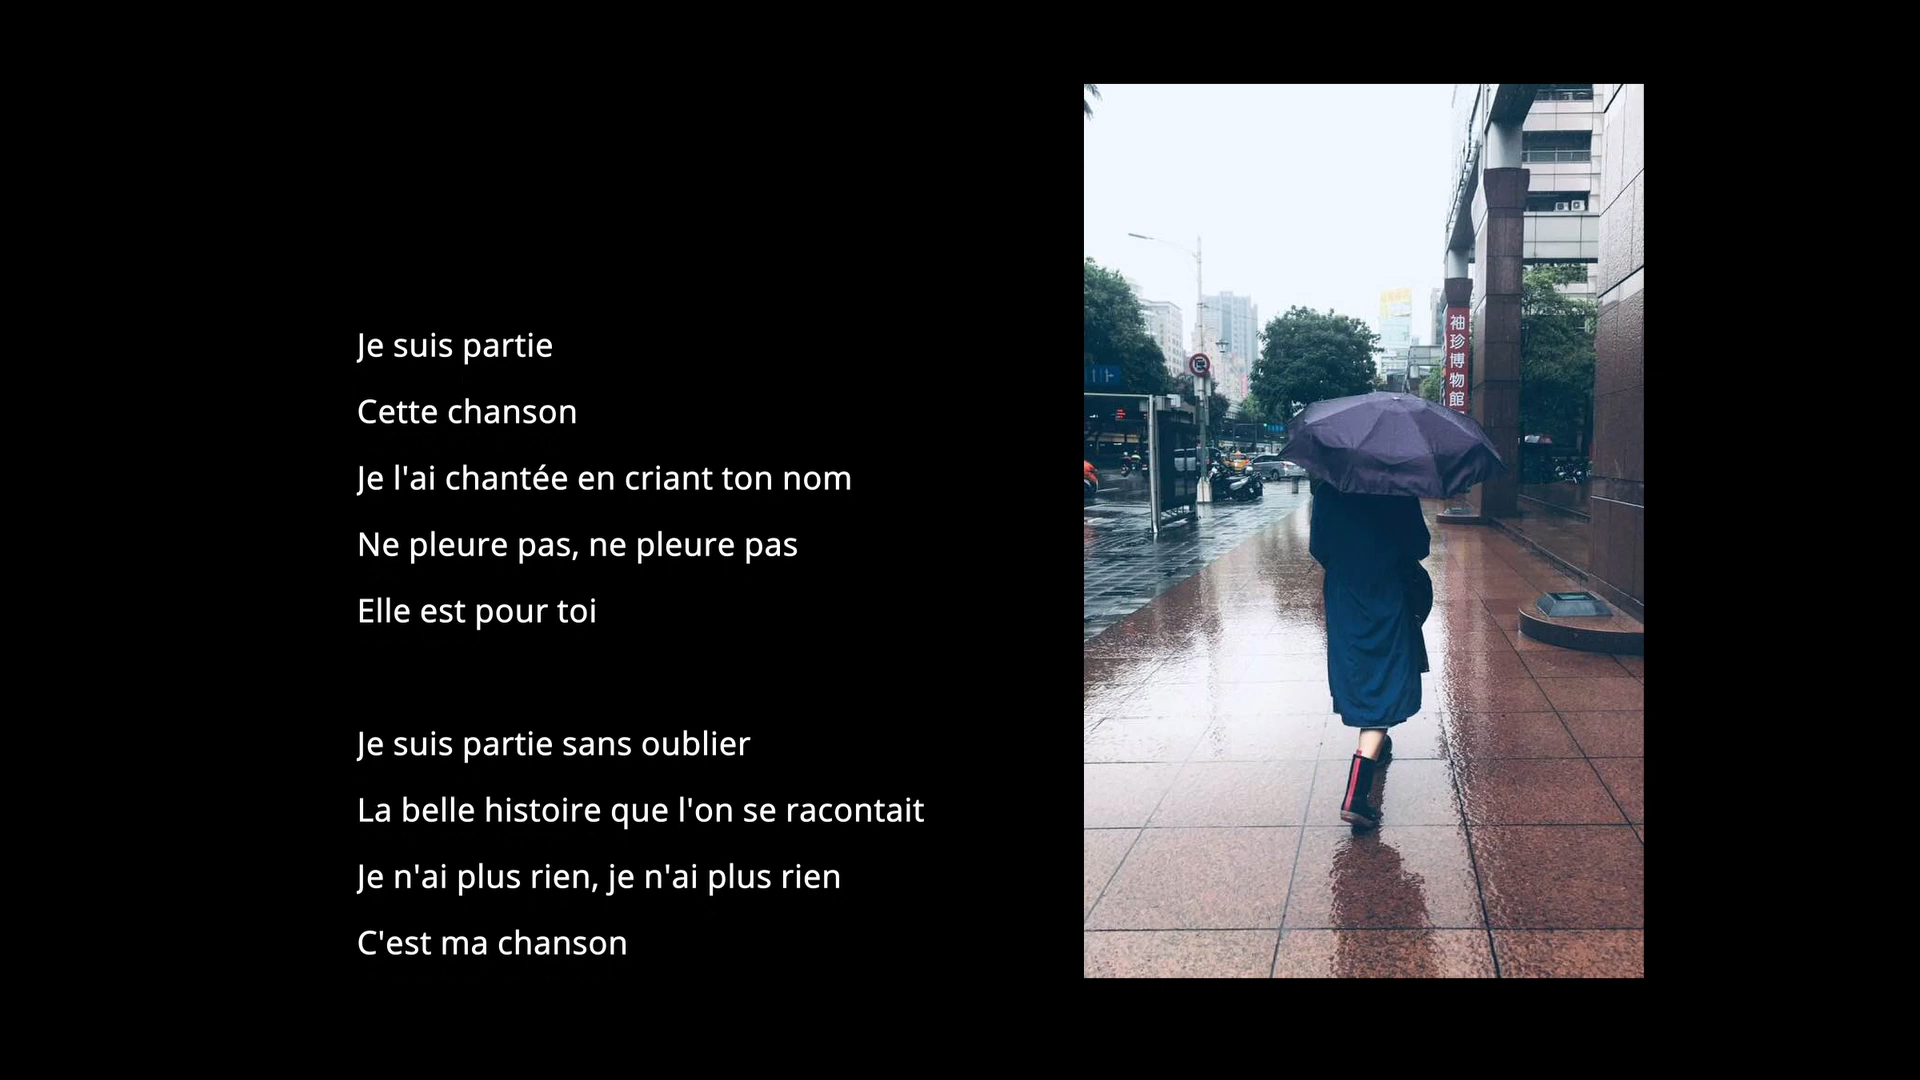 Je suis partie
Cette chanson
Je l'ai chantée en criant ton nom
Ne pleure pas, ne pleure pas
Elle est pour toi
Je suis partie sans oublier
La belle histoire que l'on se racontait
Je n'ai plus rien, je n'ai plus rien
C'est ma chanson
袖珍博物館